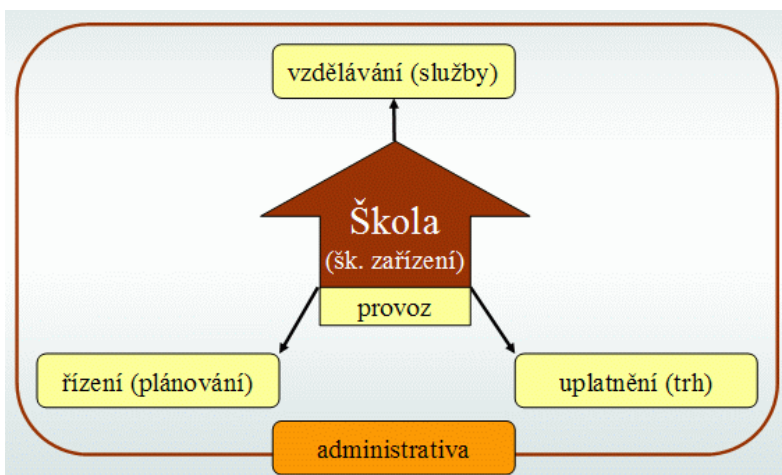 vzdělávání (služby)
Škola
(šk. zařízení)
provoz
řízení (plánování)
uplatnění (trh)
administrativa